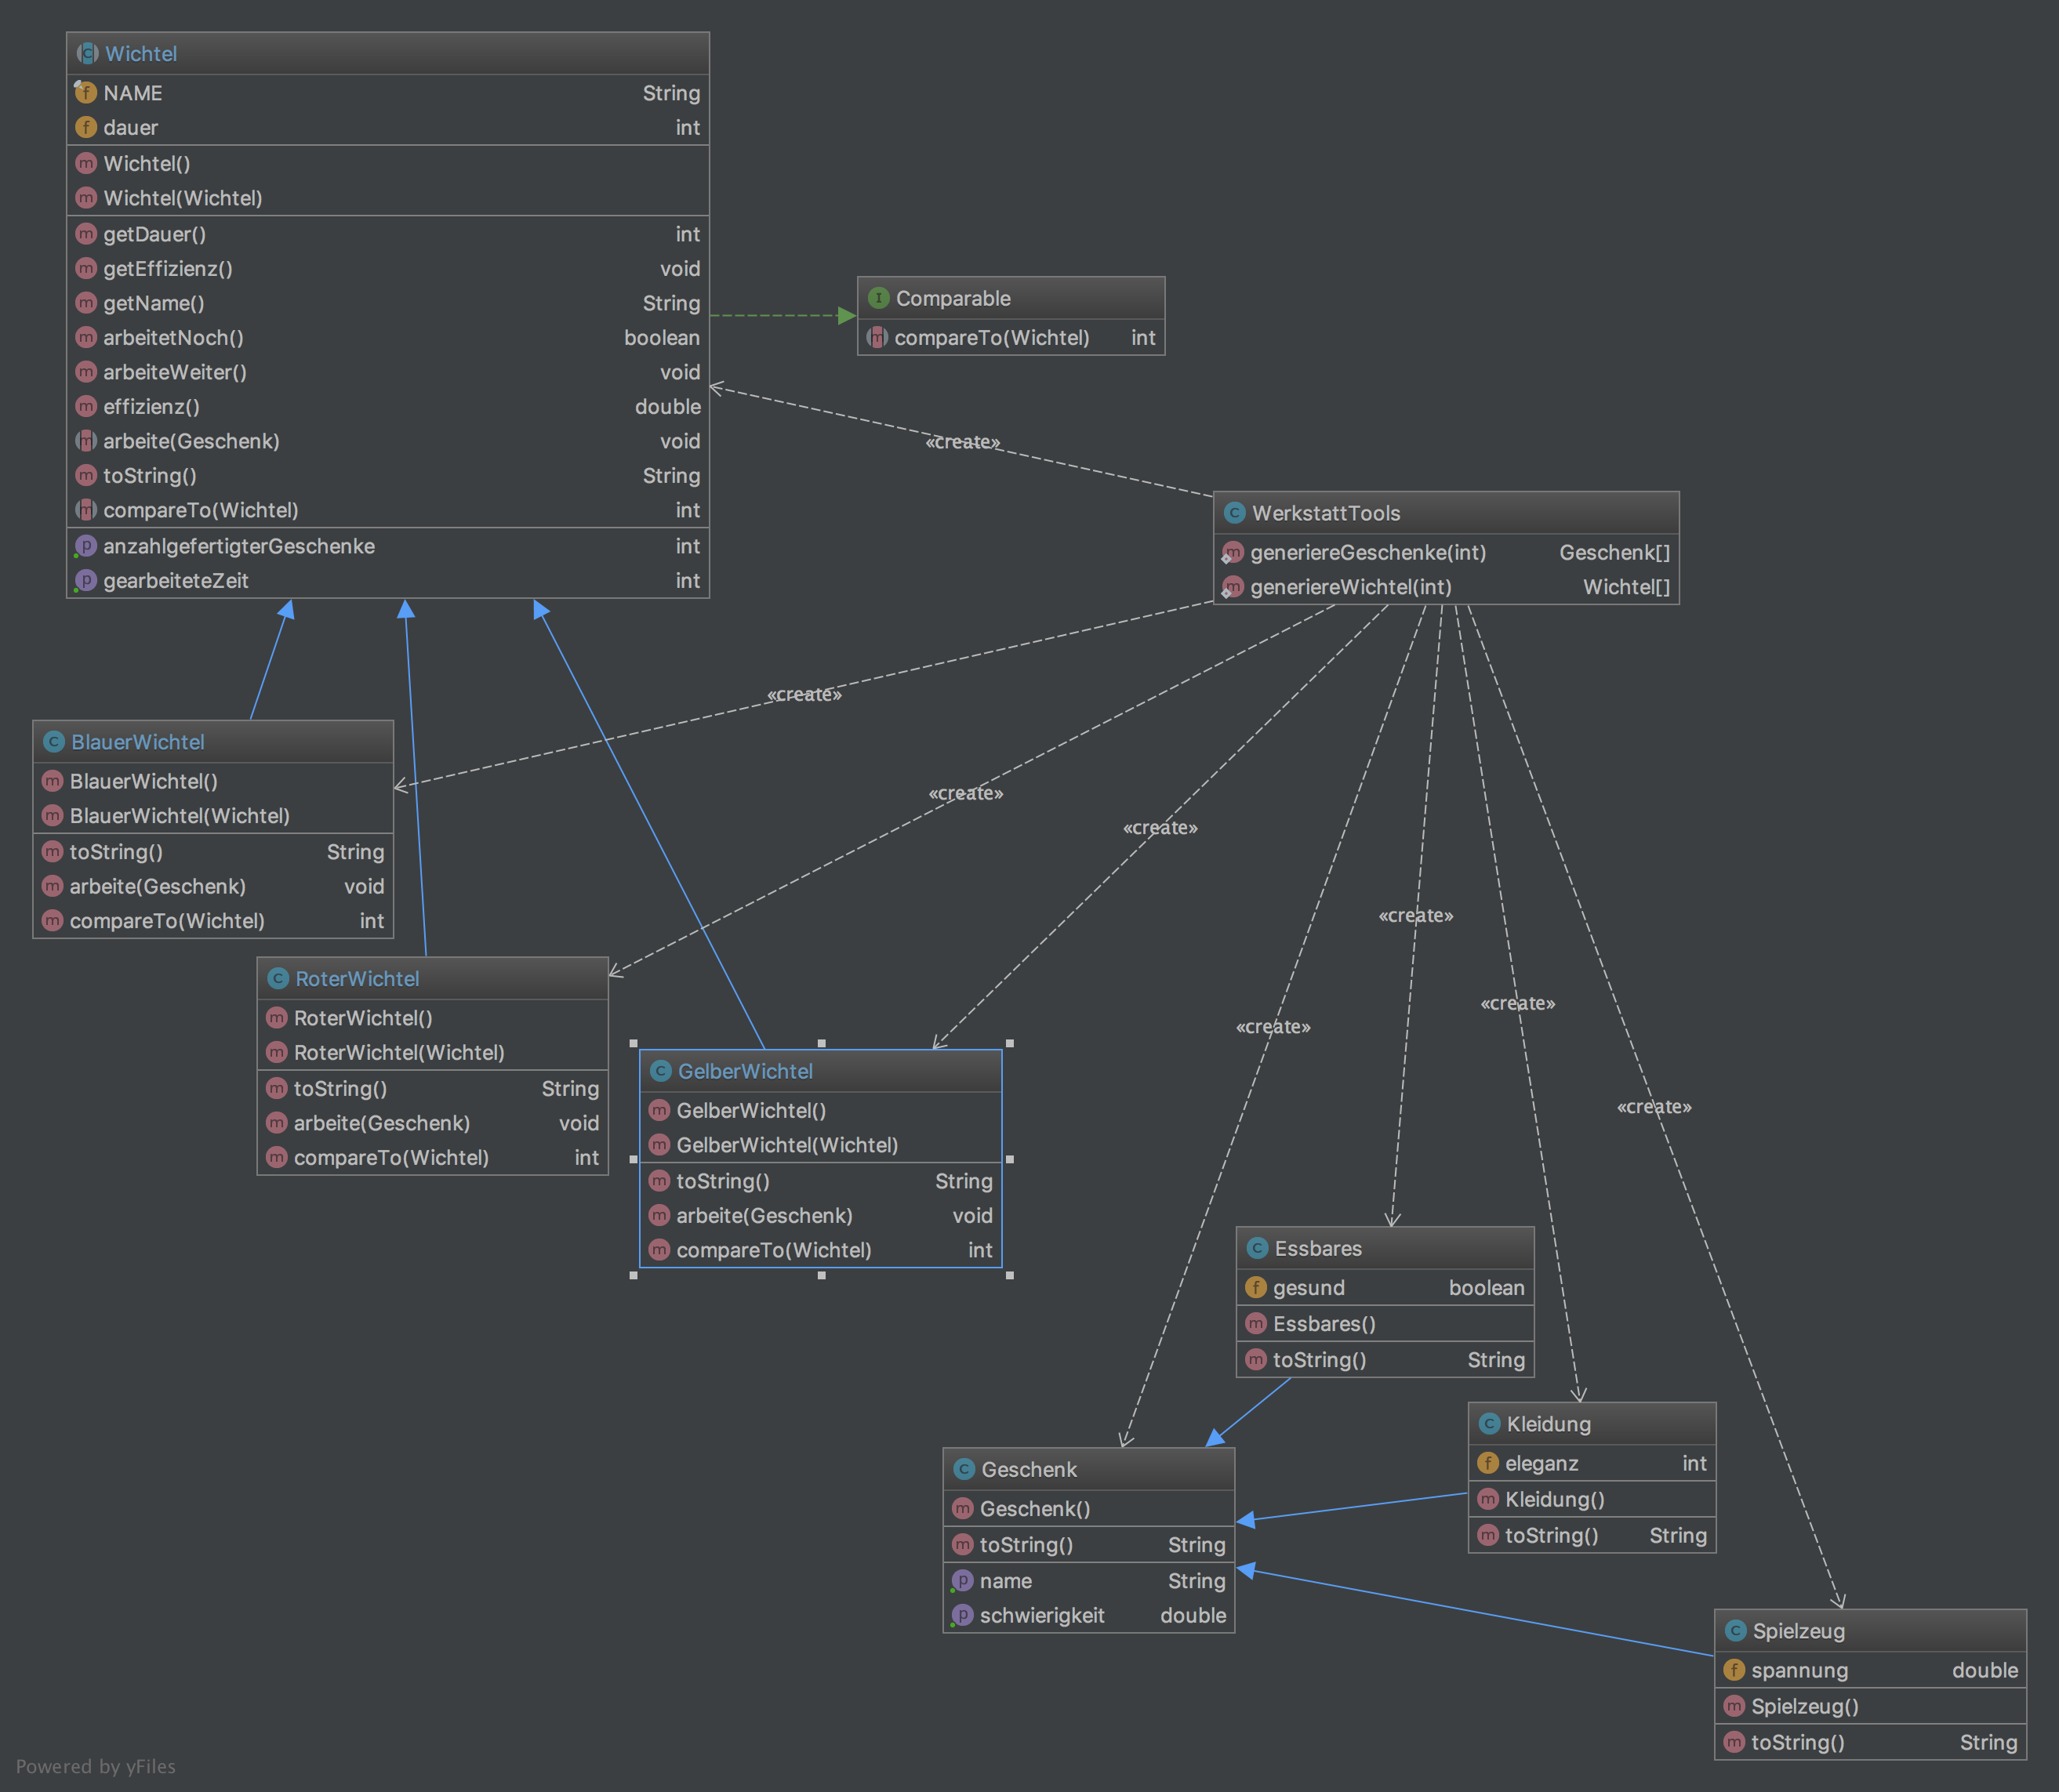 Wichtel
NAME String
dauer int
Wichtel()
Wichtel(Wichtel)
getDauer() int
getEffizienz() void
getName() String
arbeitetNoch() boolean
arbeiteWeiter() void
effizienz() double
arbeite(Geschenk) void
toString() String
compareTo(Wichtel) int
anzahlgefertigterGeschenke int
gearbeiteteZeit int
Comparable
compareTo(Wichtel) int
«create»
WerkstattTools
generiereGeschenke(int) Geschenk[]
generiereWichtel(int) Wichtel[]
«create»
«create»
«create»
«create»
«create»
«create»
«create»
BlauerWichtel
BlauerWichtel()
BlauerWichtel(Wichtel)
toString() String
arbeite(Geschenk) void
compareTo(Wichtel) int
RoterWichtel
RoterWichtel()
RoterWichtel(Wichtel)
toString() String
arbeite(Geschenk) void
compareTo(Wichtel) int
GelberWichtel
GelberWichtel()
GelberWichtel(Wichtel)
toString() String
arbeite(Geschenk) void
compareTo(Wichtel) int
Essbares
gesund boolean
Essbares()
toString() String
Kleidung
eleganz int
Kleidung()
toString() String
Geschenk
Geschenk()
toString() String
name String
schwierigkeit double
Spielzeug
spannung double
Spielzeug()
toString() String
Powered by yFiles